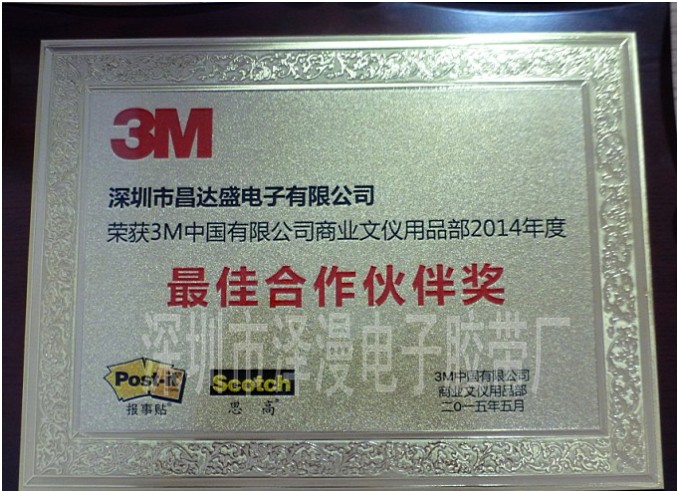 3M
深圳市昌达盛电子有限公司
荣获3M中国有限公司商业文仪用品部2014年度
最佳合作伙伴奖
深圳市泽漫电子胶带厂
Post-it®
报事贴®
Scotch
思高®
3M中国有限公司
商业文仪用品部
二〇一五年五月